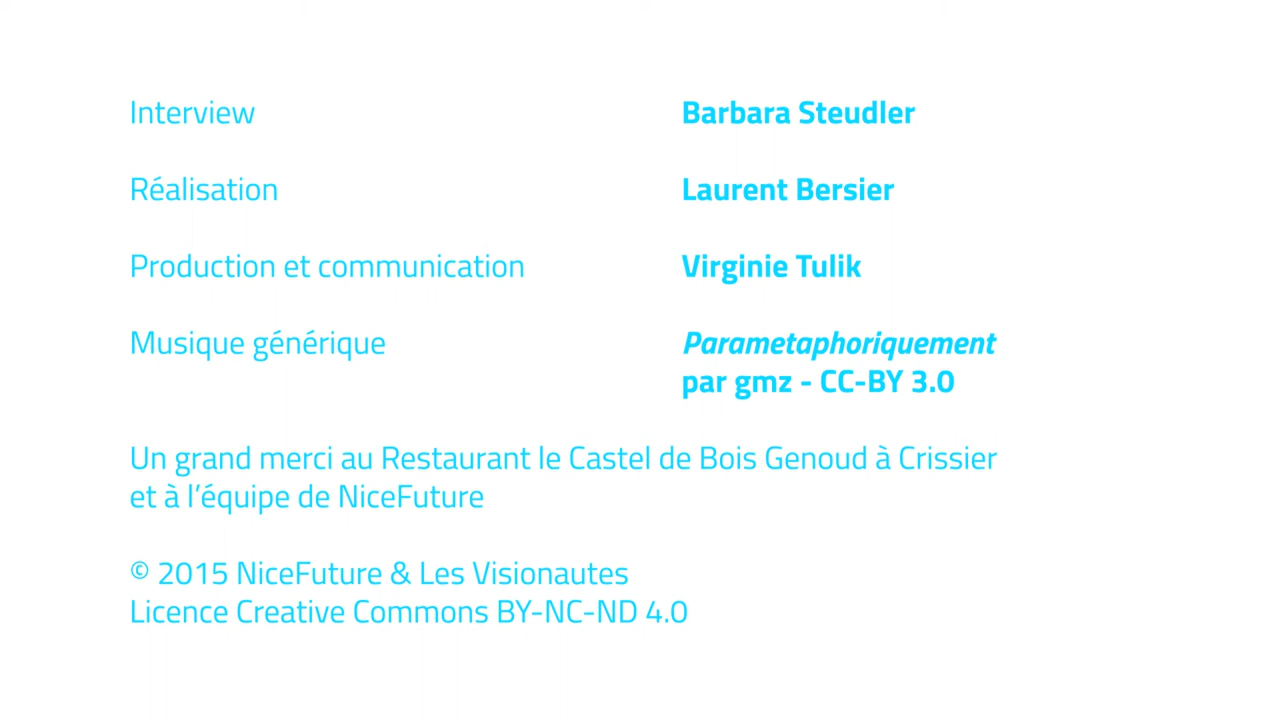 Interview Barbara Steudler
Réalisation Laurent Bersier
Production et communication Virginie Tulik
Musique générique Parametaphoriquement
par gmz - CC-BY 3.0
Un grand merci au Restaurant le Castel de Bois Genoud à Crissier
et à l’équipe de NiceFuture
© 2015 NiceFuture & Les Visionautes
Licence Creative Commons BY-NC-ND 4.0